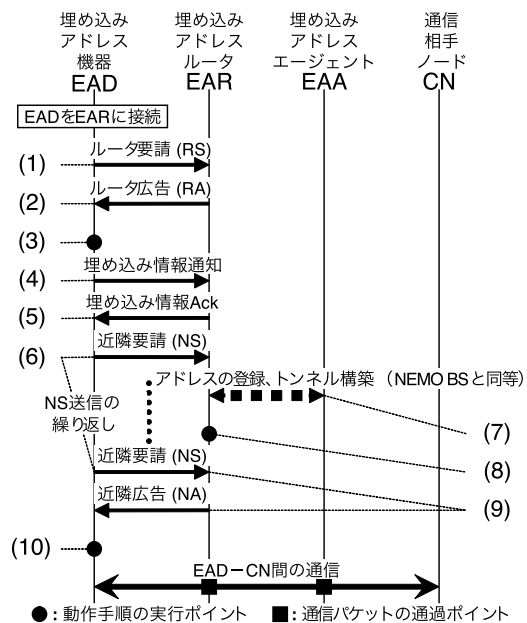 埋め込み
アドレス
機器
EAD
埋め込み
アドレス
ルータ
EAR
埋め込み
アドレス
エージェント
EAA
通信
相手
ノード
CN
EADをEARに接続
(1)
ルータ要請 (RS)
(2)
ルータ広告 (RA)
(3)
(4)
埋め込み情報通知
(5)
埋め込み情報Ack
(6)
近隣要請 (NS)
アドレスの登録、トンネル構築 （NEMO BSと同等）
NS送信の
繰り返し
(7)
(8)
近隣要請 (NS)
(9)
近隣広告 (NA)
(10)
EAD－CN間の通信
●：動作手順の実行ポイント
■：通信パケットの通過ポイント